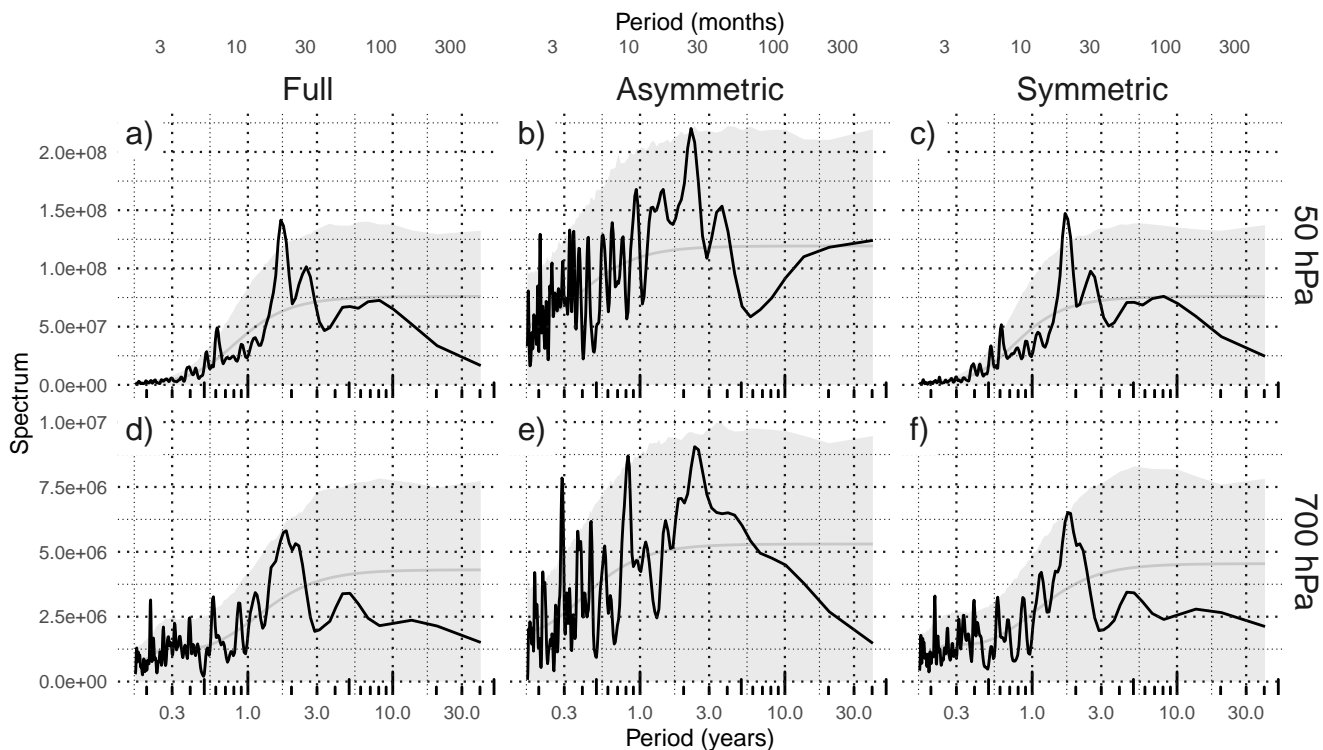 Period (months)
3 10 30 100 300 3 10 30 100 300 3 10 30 100 300
Full Asymmetric Symmetric
a) b) c)
2.0e+08
1.5e+08
1.0e+08
5.0e+07
0.0e+00
50 hPa
Spectrum
d) e) f)
1.0e+07
7.5e+06
5.0e+06
2.5e+06
0.0e+00
700 hPa
0.3 1.0 3.0 10.0 30.0 0.3 1.0 3.0 10.0 30.0 0.3 1.0 3.0 10.0 30.0
Period (years)